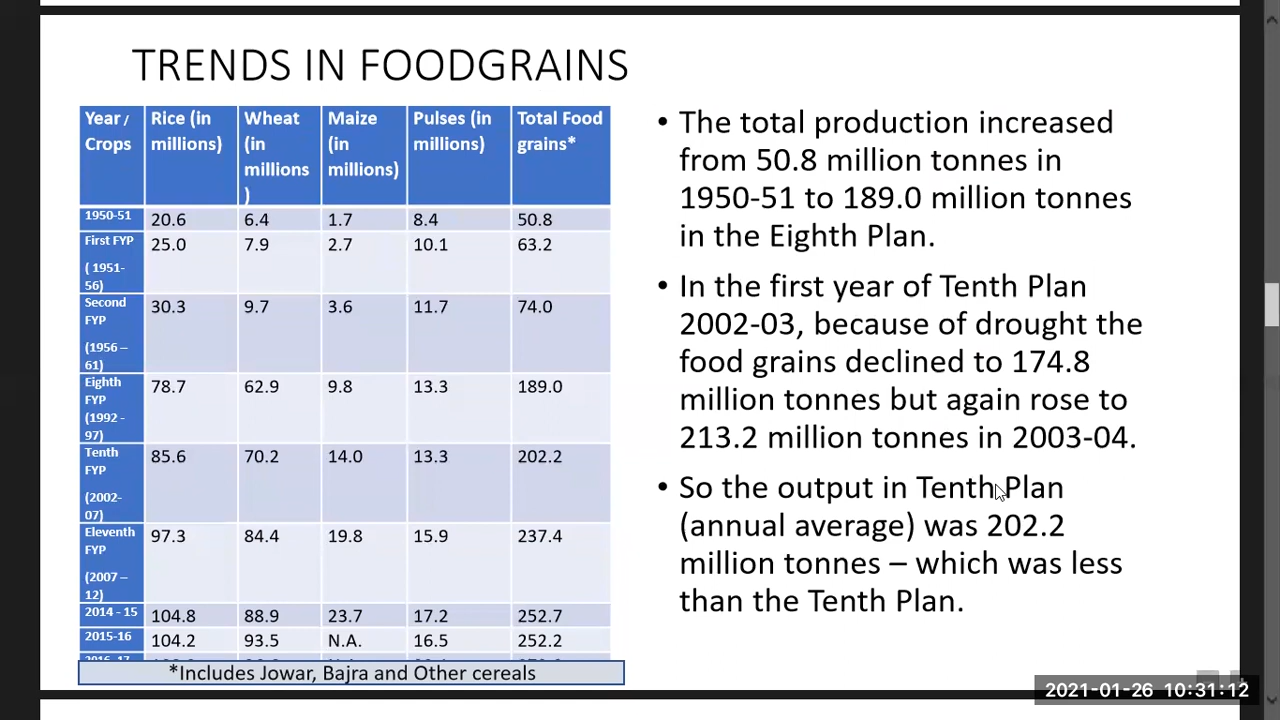 TRENDS IN FOODGRAINS
Year / Crops Rice (in millions) Wheat (in millions ) Maize (in millions) Pulses (in millions) Total Food grains*
1950-51 20.6 6.4 1.7 8.4 50.8
First FYP ( 1951-56) 25.0 7.9 2.7 10.1 63.2
Second FYP (1956 – 61) 30.3 9.7 3.6 11.7 74.0
Eighth FYP (1992 - 97) 78.7 62.9 9.8 13.3 189.0
Tenth FYP (2002-07) 85.6 70.2 14.0 13.3 202.2
Eleventh FYP (2007 – 12) 97.3 84.4 19.8 15.9 237.4
2014 - 15 104.8 88.9 23.7 17.2 252.7
2015-16 104.2 93.5 N.A. 16.5 252.2
*Includes Jowar, Bajra and Other cereals
• The total production increased
from 50.8 million tonnes in
1950-51 to 189.0 million tonnes
in the Eighth Plan.
• In the first year of Tenth Plan
2002-03, because of drought the
food grains declined to 174.8
million tonnes but again rose to
213.2 million tonnes in 2003-04.
• So the output in Tenth Plan
(annual average) was 202.2
million tonnes – which was less
than the Tenth Plan.
2021-01-26 10:31:12